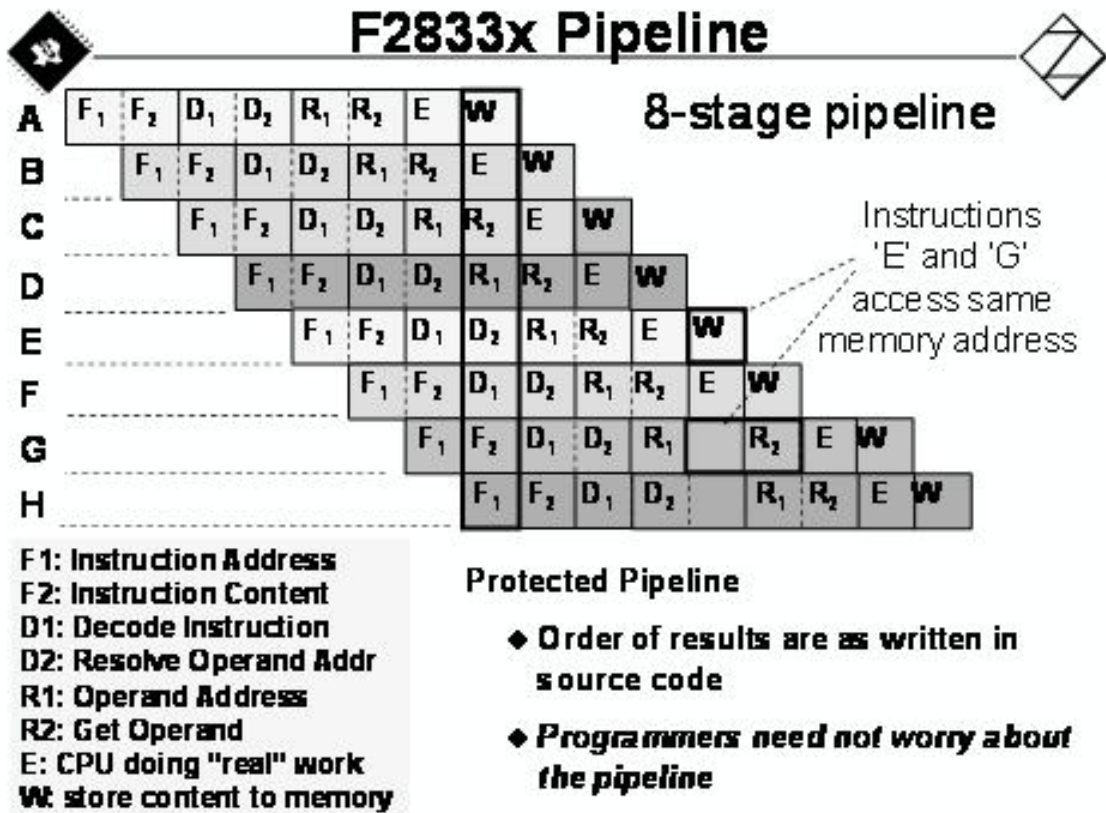 F2833x Pipeline
8-stage pipeline
A F₁ F₂ D₁ D₂ R₁ R₂ E W
B F₁ F₂ D₁ D₂ R₁ R₂ E W
C F₁ F₂ D₁ D₂ R₁ R₂ E W
D F₁ F₂ D₁ D₂ R₁ R₂ E W
E F₁ F₂ D₁ D₂ R₁ R₂ E W
F F₁ F₂ D₁ D₂ R₁ R₂ E W
G F₁ F₂ D₁ D₂ R₁ R₂ E W
H F₁ F₂ D₁ D₂ R₁ R₂ E W
Instructions
'E' and 'G'
access same
memory address
F1: Instruction Address
F2: Instruction Content
D1: Decode Instruction
D2: Resolve Operand Addr
R1: Operand Address
R2: Get Operand
E: CPU doing "real" work
W: store content to memory
Protected Pipeline
◆ Order of results are as written in
source code
◆ Programmers need not worry about
the pipeline